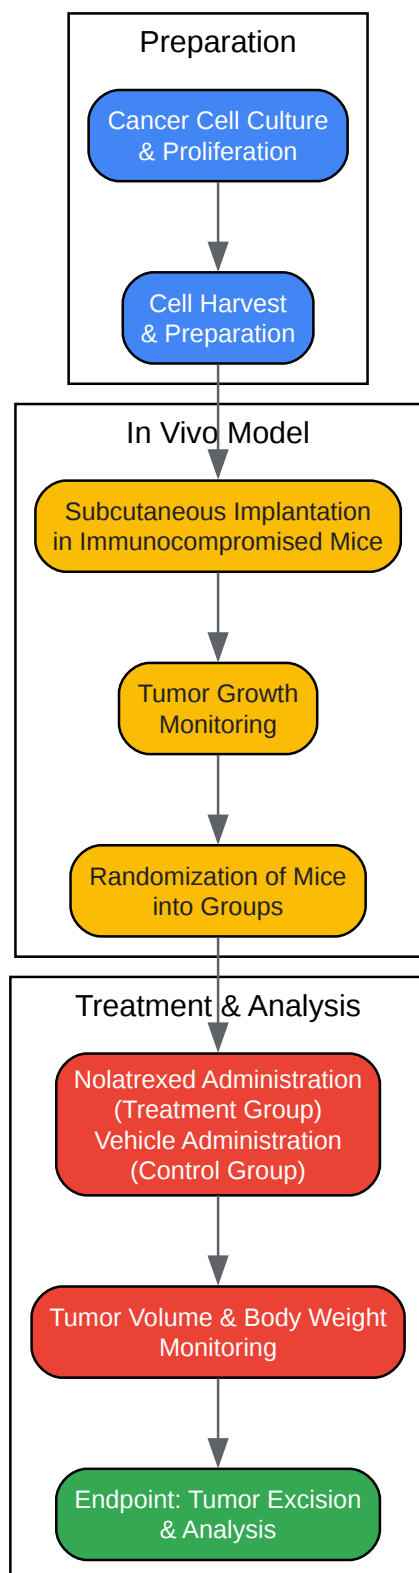 Preparation
Cancer Cell Culture
& Proliferation
Cell Harvest
& Preparation
In Vivo Model
Subcutaneous Implantation
in Immunocompromised Mice
Tumor Growth
Monitoring
Randomization of Mice
into Groups
Treatment & Analysis
Nolatrexed Administration
(Treatment Group)
Vehicle Administration
(Control Group)
Tumor Volume & Body Weight
Monitoring
Endpoint: Tumor Excision
& Analysis